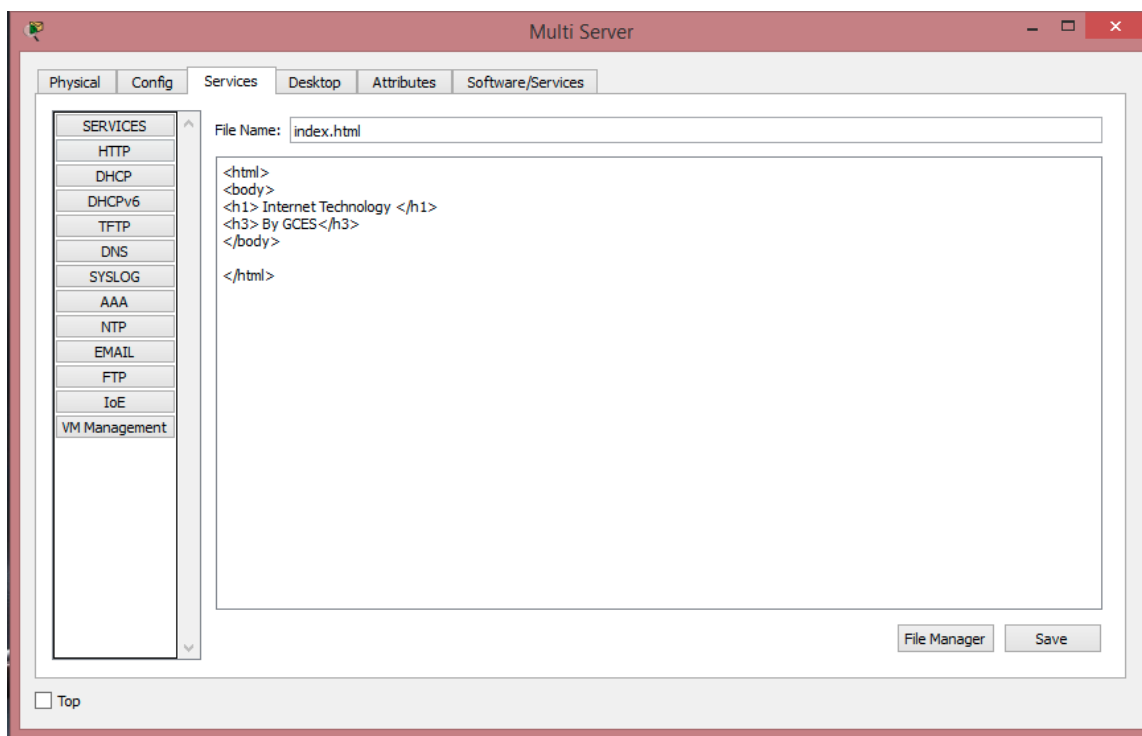 Multi Server
Physical Config Services Desktop Attributes Software/Services
SERVICES
HTTP
DHCP
DHCPv6
TFTP
DNS
SYSLOG
AAA
NTP
EMAIL
FTP
IoE
VM Management
File Name: index.html
<html>
<body>
<h1> Internet Technology </h1>
<h3> By GCES</h3>
</body>
</html>
File Manager Save
Top